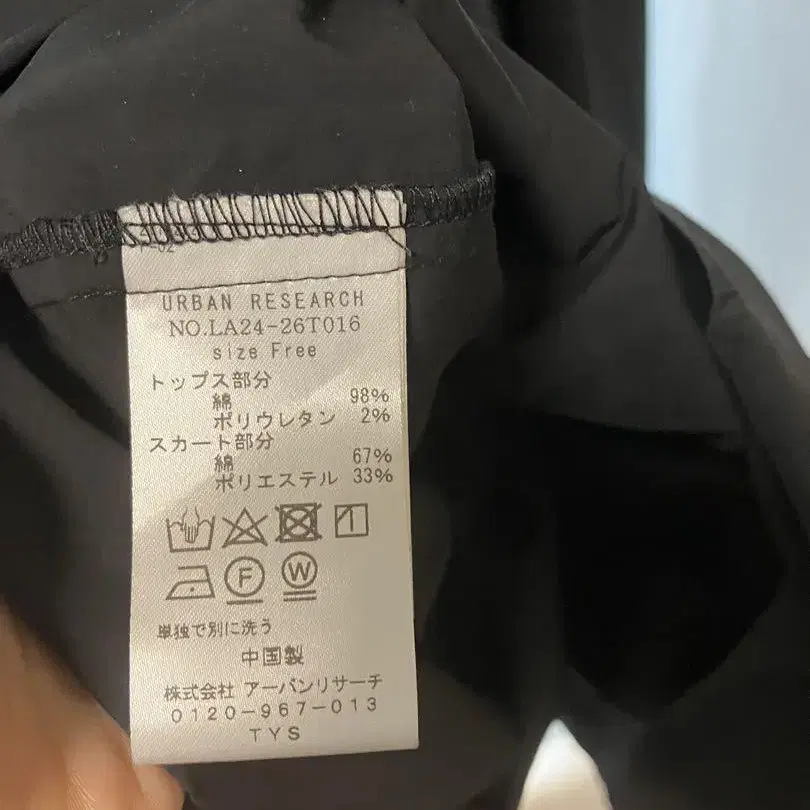 URBAN RESEARCH
NO.LA24-26T016
size Free
トップス部分
綿 98%
ポリウレタン 2%
スカート部分
綿 67%
ポリエステル 33%
F W
単独で別に洗う
中国製
株式会社 アーバンリサーチ
0120-967-013
TYS